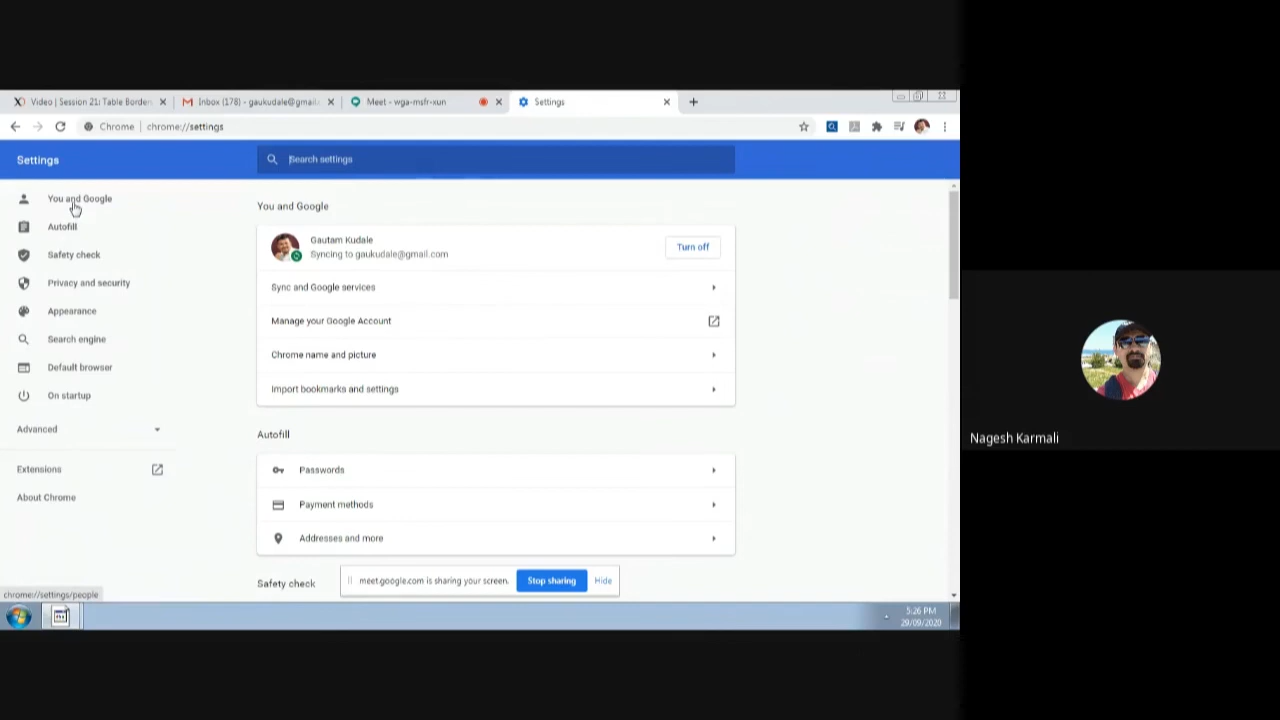 Video | Session 21: Table Border
Inbox (178) - gaukudale@gmail.
Meet - wga-msfr-xun
Settings
Chrome | chrome://settings
Settings
Search settings
You and Google
Autofill
Safety check
Privacy and security
Appearance
Search engine
Default browser
On startup
Advanced
Extensions
About Chrome
You and Google
Gautam Kudale
Syncing to gaukudale@gmail.com
Turn off
Sync and Google services
Manage your Google Account
Chrome name and picture
Import bookmarks and settings
Autofill
Passwords
Payment methods
Addresses and more
Safety check
meet.google.com is sharing your screen.
Stop sharing
Hide
chrome://settings/people
5:26 PM
29/09/2020
Nagesh Karmali